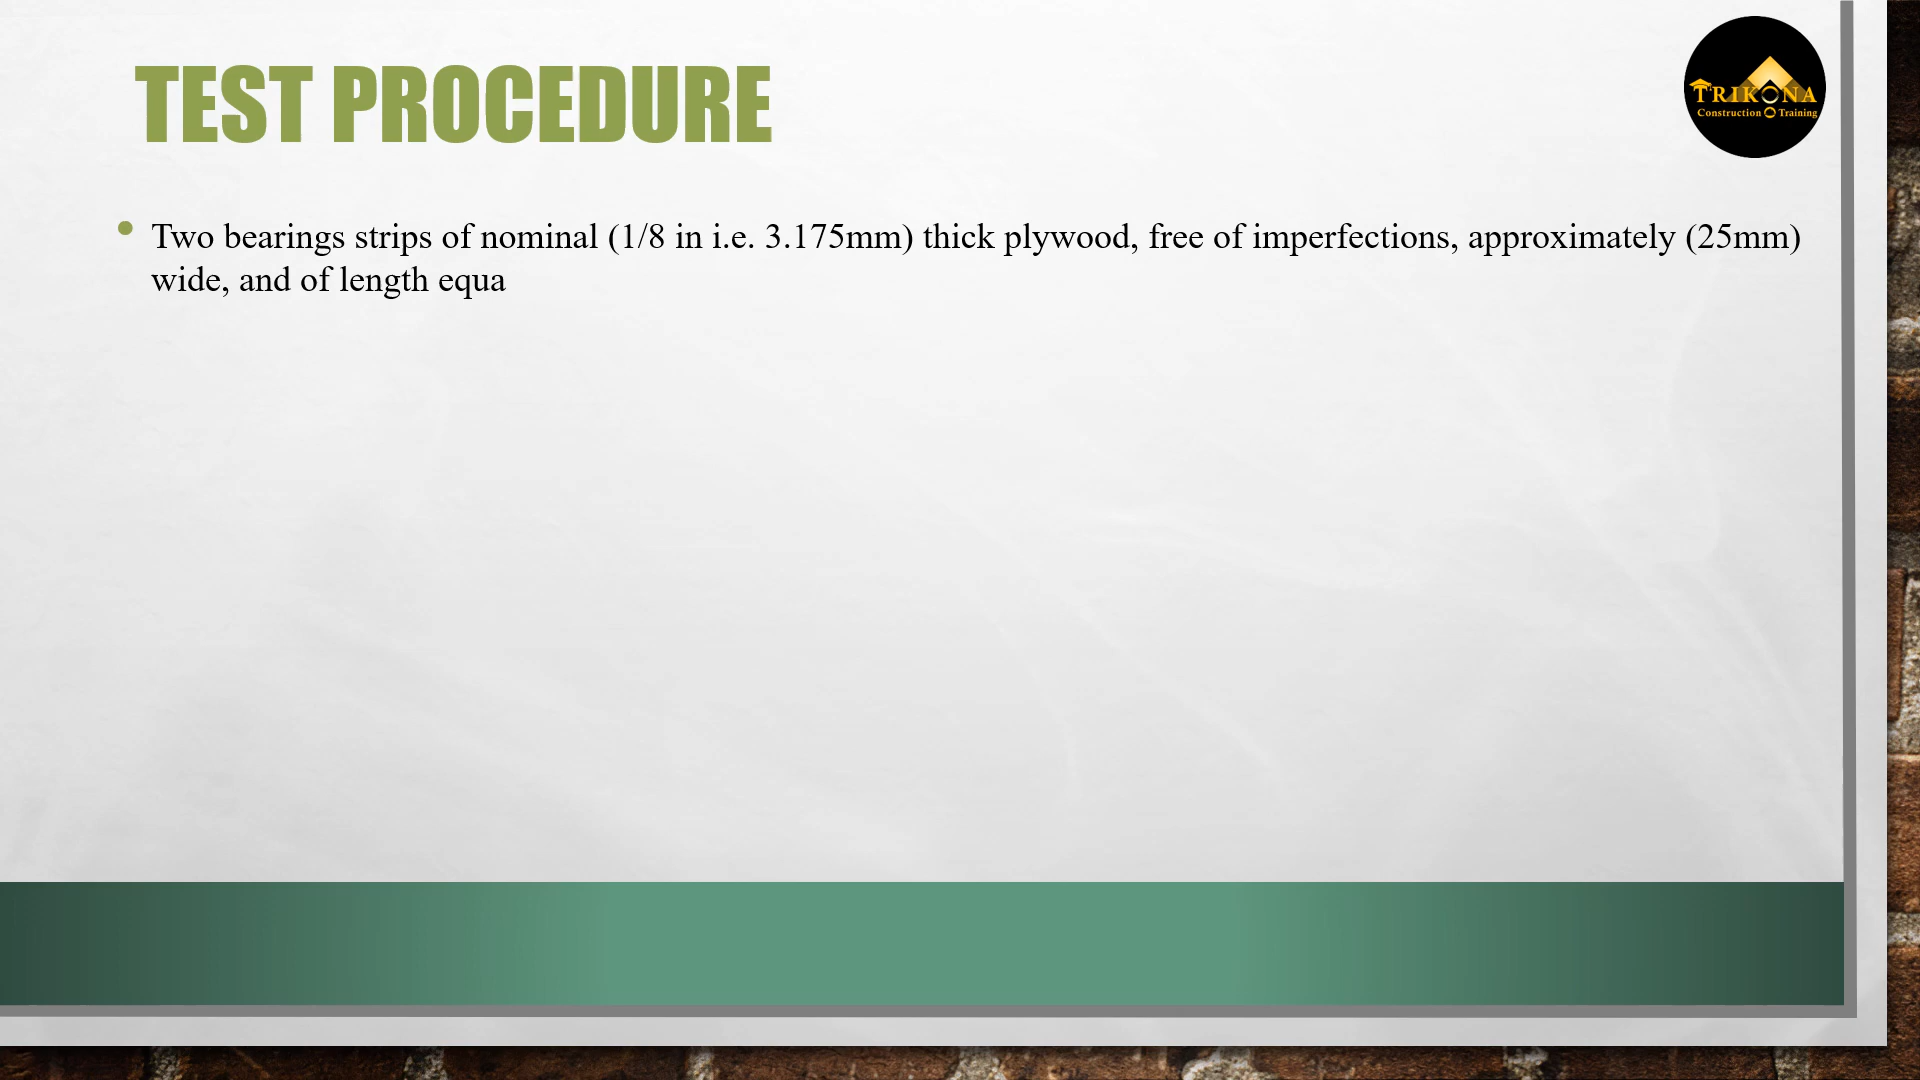 TEST PROCEDURE
TRIKONA
Construction Training
• Two bearings strips of nominal (1/8 in i.e. 3.175mm) thick plywood, free of imperfections, approximately (25mm)
wide, and of length equa